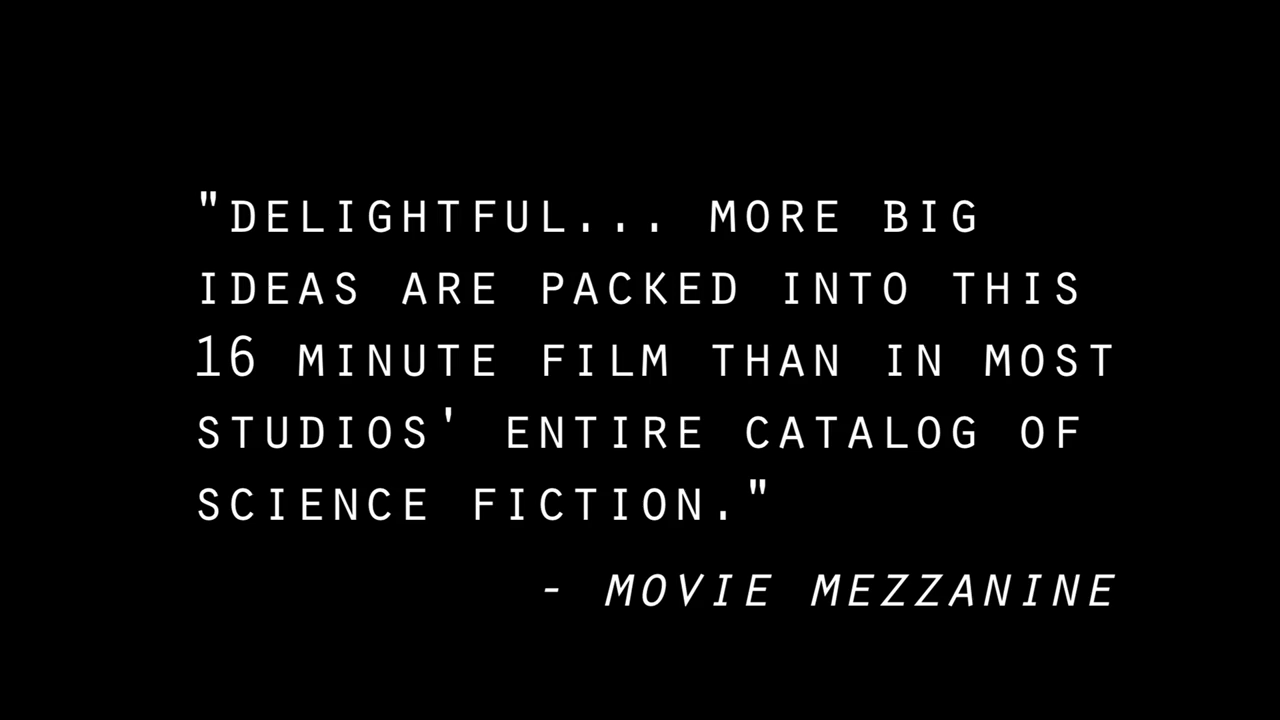 "DELIGHTFUL... MORE BIG
IDEAS ARE PACKED INTO THIS
16 MINUTE FILM THAN IN MOST
STUDIOS' ENTIRE CATALOG OF
SCIENCE FICTION."
- MOVIE MEZZANINE